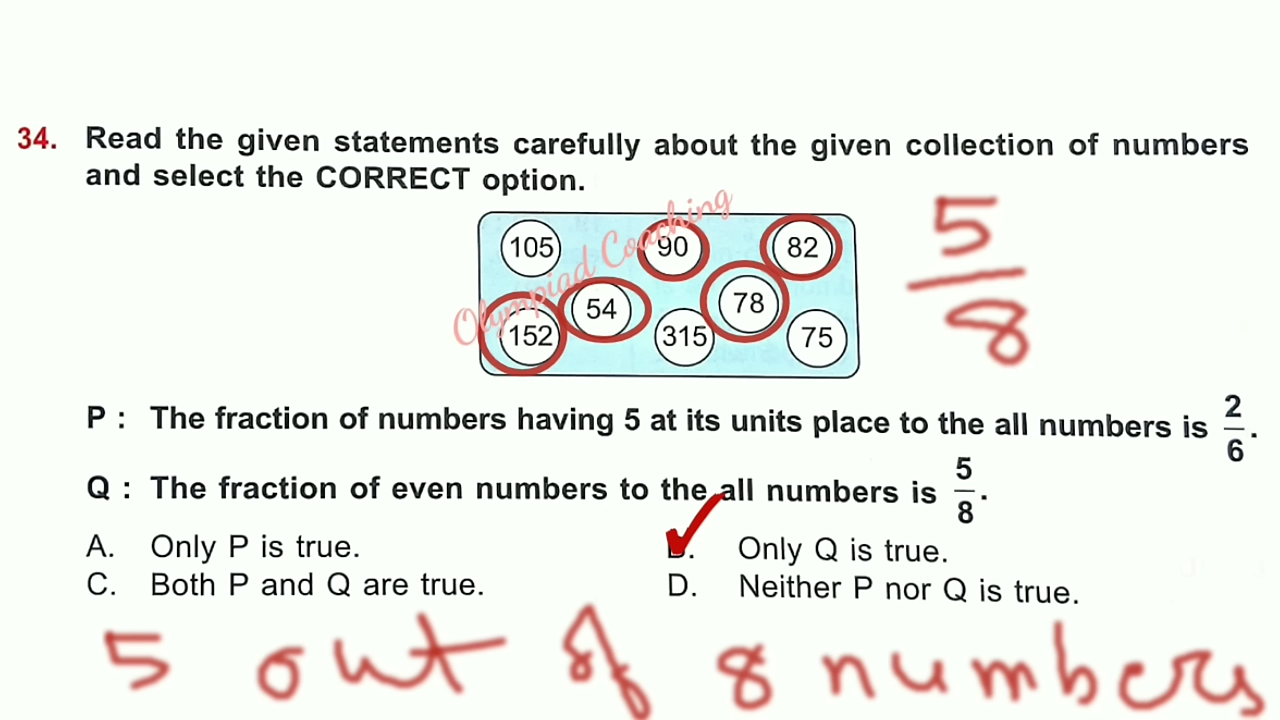 34. Read the given statements carefully about the given collection of numbers
and select the CORRECT option.
105 90 82
54 78
152 315 75
Olympiad Coaching
5
8
P : The fraction of numbers having 5 at its units place to the all numbers is 2/6.
Q : The fraction of even numbers to the all numbers is 5/8.
A. Only P is true. B. Only Q is true.
C. Both P and Q are true. D. Neither P nor Q is true.
5 out of 8 numbers